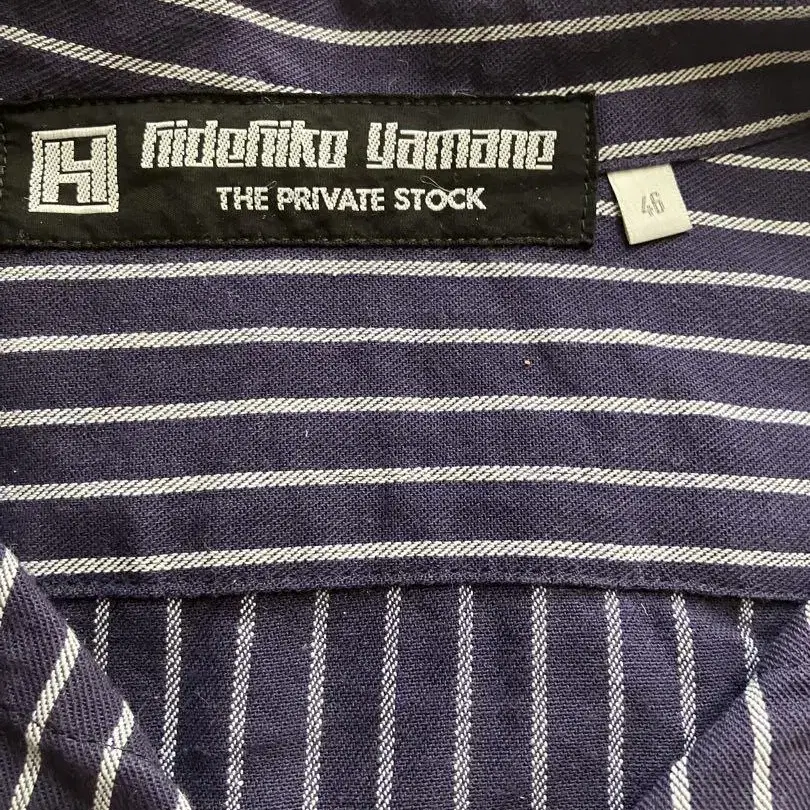 H
Hidehiko Yamane
THE PRIVATE STOCK
46